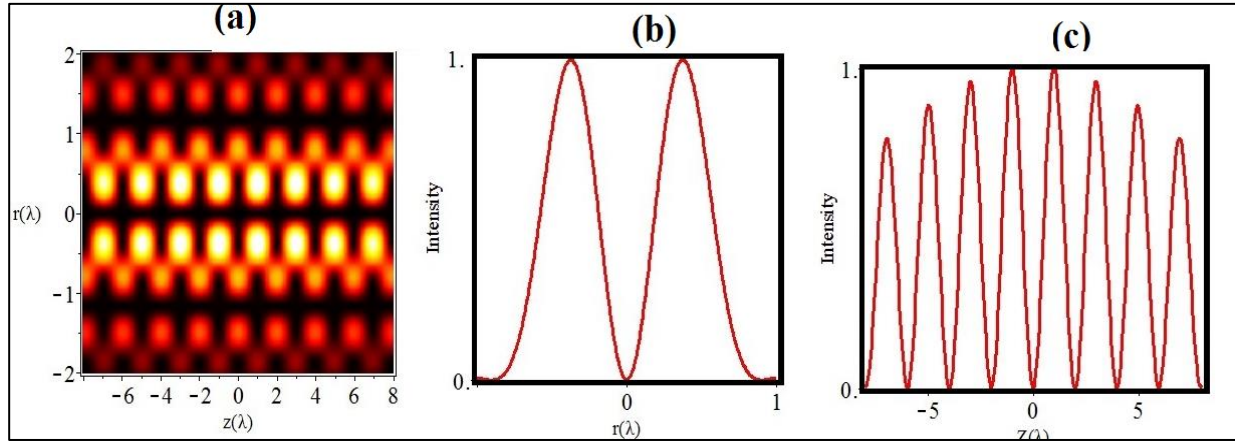 (a)
2
1
r(λ) 0
−1
−2
−6 −4 −2 0 2 4 6 8
z(λ)
(b)
1.
Intensity
0.
0 1
r(λ)
(c)
1.
Intensity
0.
−5 0 5
Z(λ)